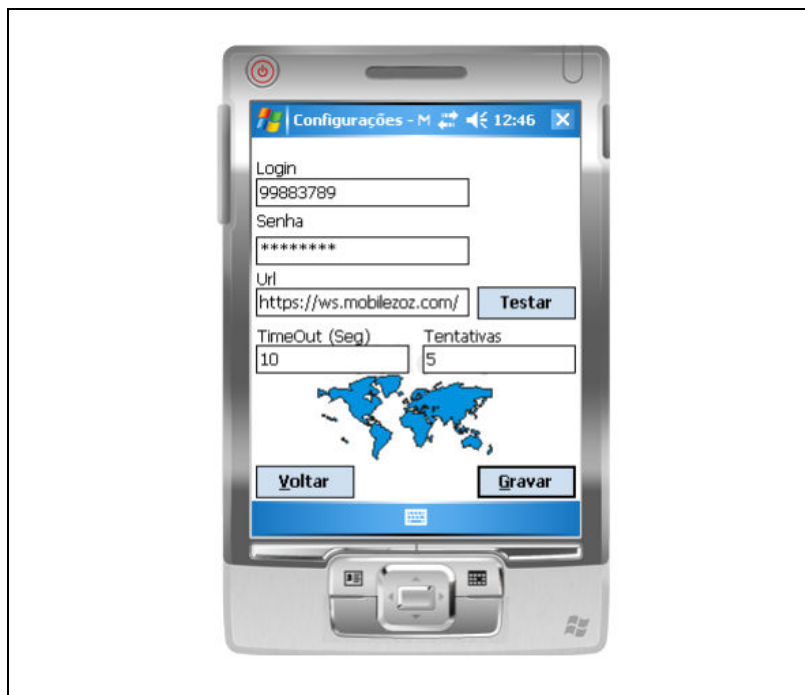 Configurações - M 12:46
Login
99883789
Senha
********
Url
https://ws.mobilezoz.com/ Testar
TimeOut (Seg) Tentativas
10 5
Voltar Gravar